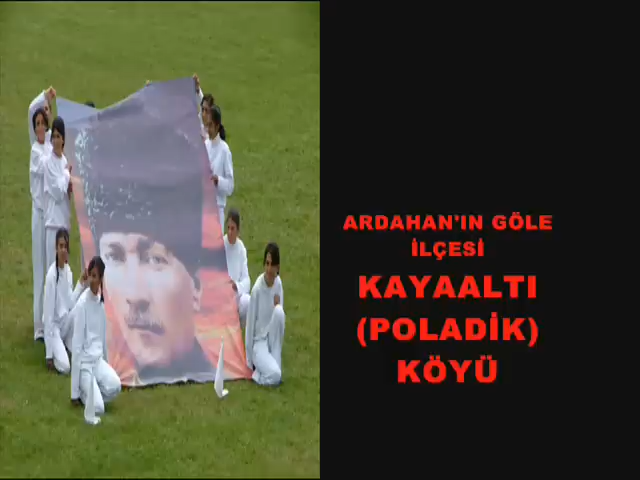 ARDAHAN'IN GÖLE
İLÇESİ
KAYAALTI
(POLADİK)
KÖYÜ